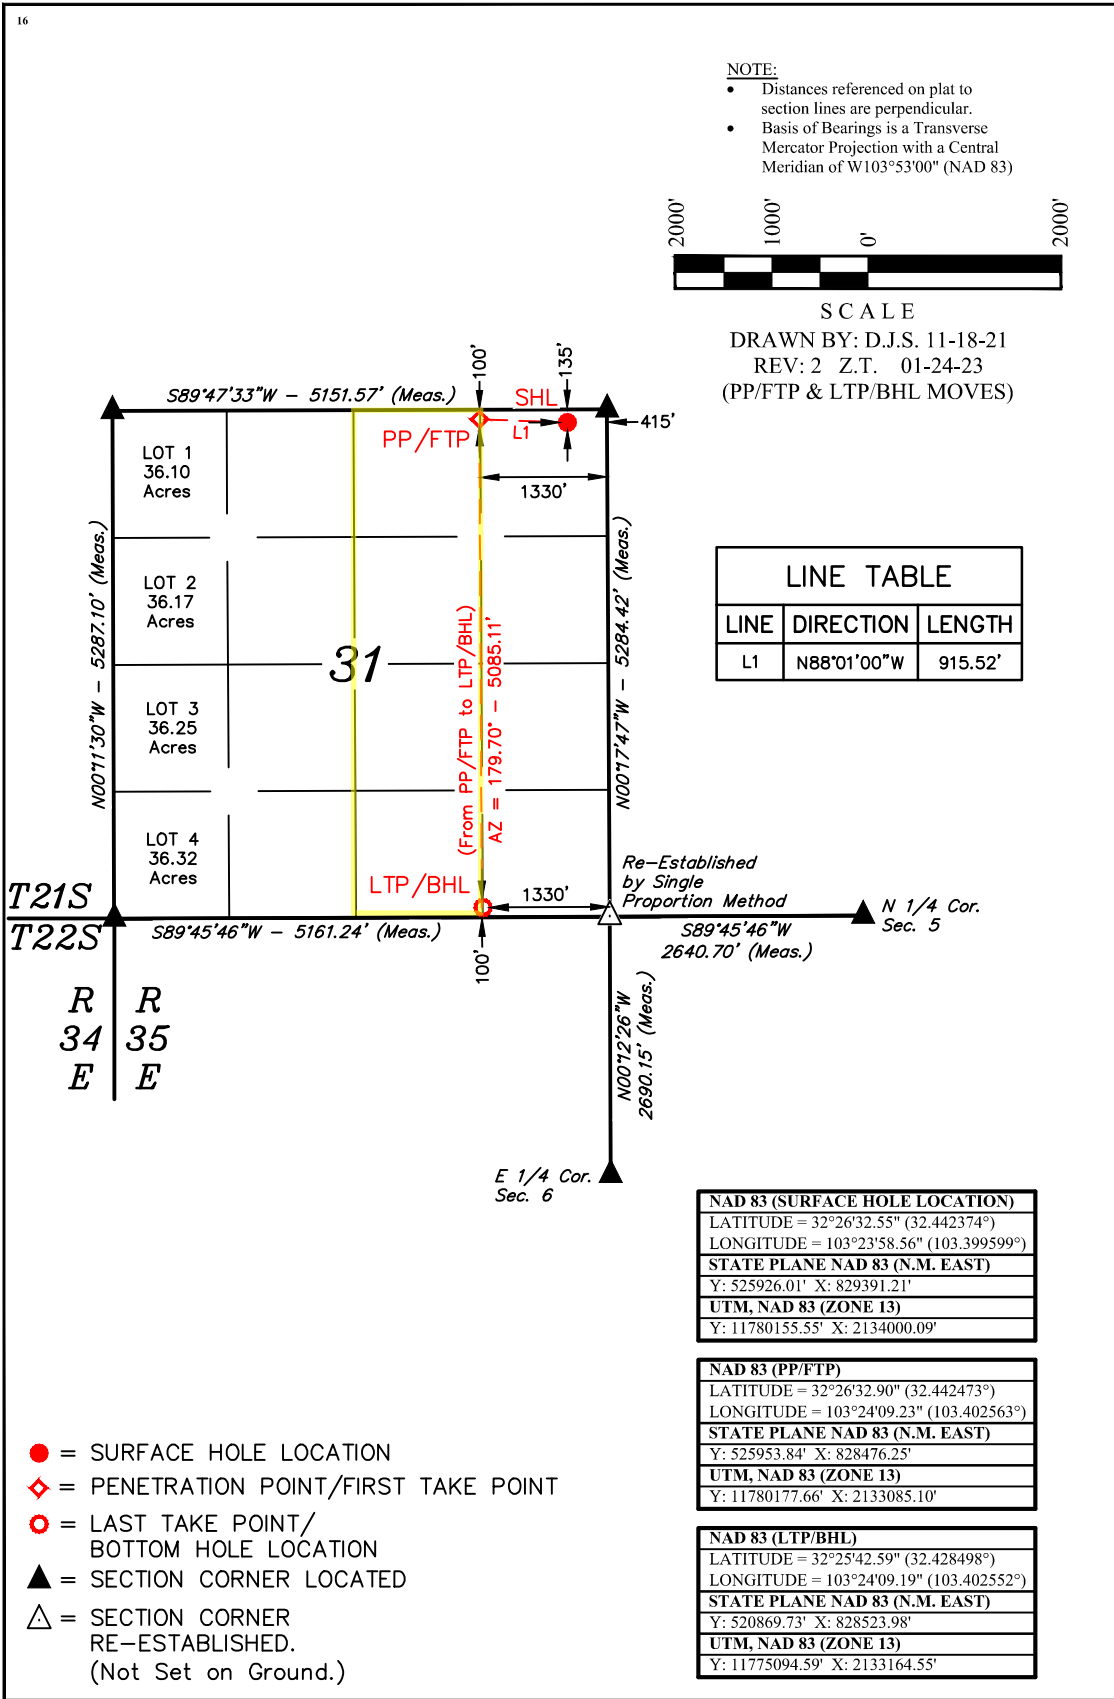 16
NOTE:
• Distances referenced on plat to
section lines are perpendicular.
• Basis of Bearings is a Transverse
Mercator Projection with a Central
Meridian of W103°53'00" (NAD 83)
2000'
1000'
0'
2000'
SCALE
DRAWN BY: D.J.S. 11-18-21
REV: 2 Z.T. 01-24-23
(PP/FTP & LTP/BHL MOVES)
S89°47'33"W - 5151.57' (Meas.)
100'
135'
SHL
PP/FTP
L1
415'
1330'
LOT 1
36.10
Acres
LOT 2
36.17
Acres
LOT 3
36.25
Acres
LOT 4
36.32
Acres
31
N00°11'30"W - 5287.10' (Meas.)
(From PP/FTP to LTP/BHL)
AZ = 179.70° - 5085.11'
N00°17'47"W - 5284.42' (Meas.)
LINE TABLE
LINE DIRECTION LENGTH
L1 N88°01'00"W 915.52'
Re-Established
by Single
Proportion Method
LTP/BHL
1330'
T21S
T22S
S89°45'46"W - 5161.24' (Meas.)
100'
S89°45'46"W
2640.70' (Meas.)
N 1/4 Cor.
Sec. 5
R R
34 35
E E
N00°12'26"W
2690.15' (Meas.)
E 1/4 Cor.
Sec. 6
NAD 83 (SURFACE HOLE LOCATION)
LATITUDE = 32°26'32.55" (32.442374°)
LONGITUDE = 103°23'58.56" (103.399599°)
STATE PLANE NAD 83 (N.M. EAST)
Y: 525926.01' X: 829391.21'
UTM, NAD 83 (ZONE 13)
Y: 11780155.55' X: 2134000.09'
NAD 83 (PP/FTP)
LATITUDE = 32°26'32.90" (32.442473°)
LONGITUDE = 103°24'09.23" (103.402563°)
STATE PLANE NAD 83 (N.M. EAST)
Y: 525953.84' X: 828476.25'
UTM, NAD 83 (ZONE 13)
Y: 11780177.66' X: 2133085.10'
NAD 83 (LTP/BHL)
LATITUDE = 32°25'42.59" (32.428498°)
LONGITUDE = 103°24'09.19" (103.402552°)
STATE PLANE NAD 83 (N.M. EAST)
Y: 520869.73' X: 828523.98'
UTM, NAD 83 (ZONE 13)
Y: 11775094.59' X: 2133164.55'
= SURFACE HOLE LOCATION
= PENETRATION POINT/FIRST TAKE POINT
= LAST TAKE POINT/
BOTTOM HOLE LOCATION
= SECTION CORNER LOCATED
= SECTION CORNER
RE-ESTABLISHED.
(Not Set on Ground.)